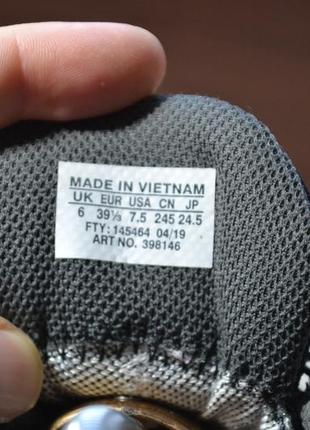 MADE IN VIETNAM
UK EUR USA CN JP
6 39⅓ 7.5 245 24.5
FTY: 145464 04/19
ART NO. 398146